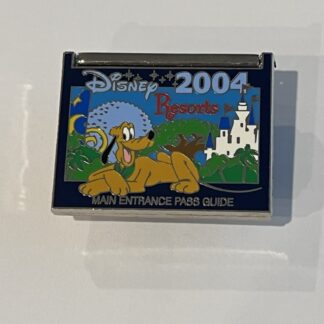 Disney 2004
Resorts
MAIN ENTRANCE PASS GUIDE